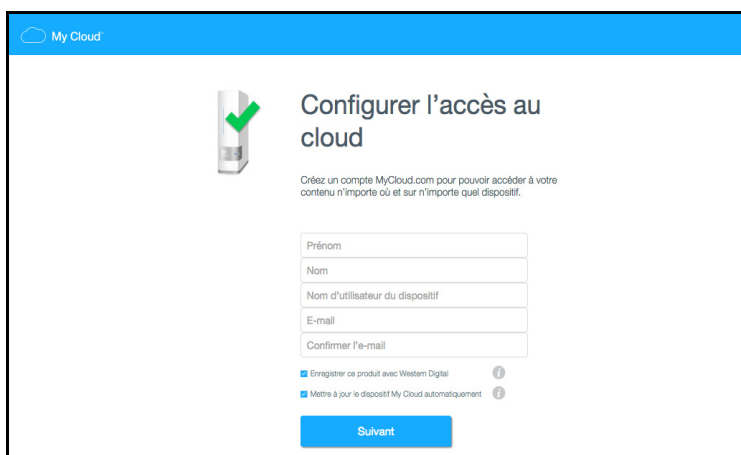 My Cloud™
Configurer l'accès au
cloud
Créez un compte MyCloud.com pour pouvoir accéder à votre
contenu n'importe où et sur n'importe quel dispositif.
Prénom
Nom
Nom d'utilisateur du dispositif
E-mail
Confirmer l'e-mail
Enregistrer ce produit avec Western Digital
Mettre à jour le dispositif My Cloud automatiquement
Suivant